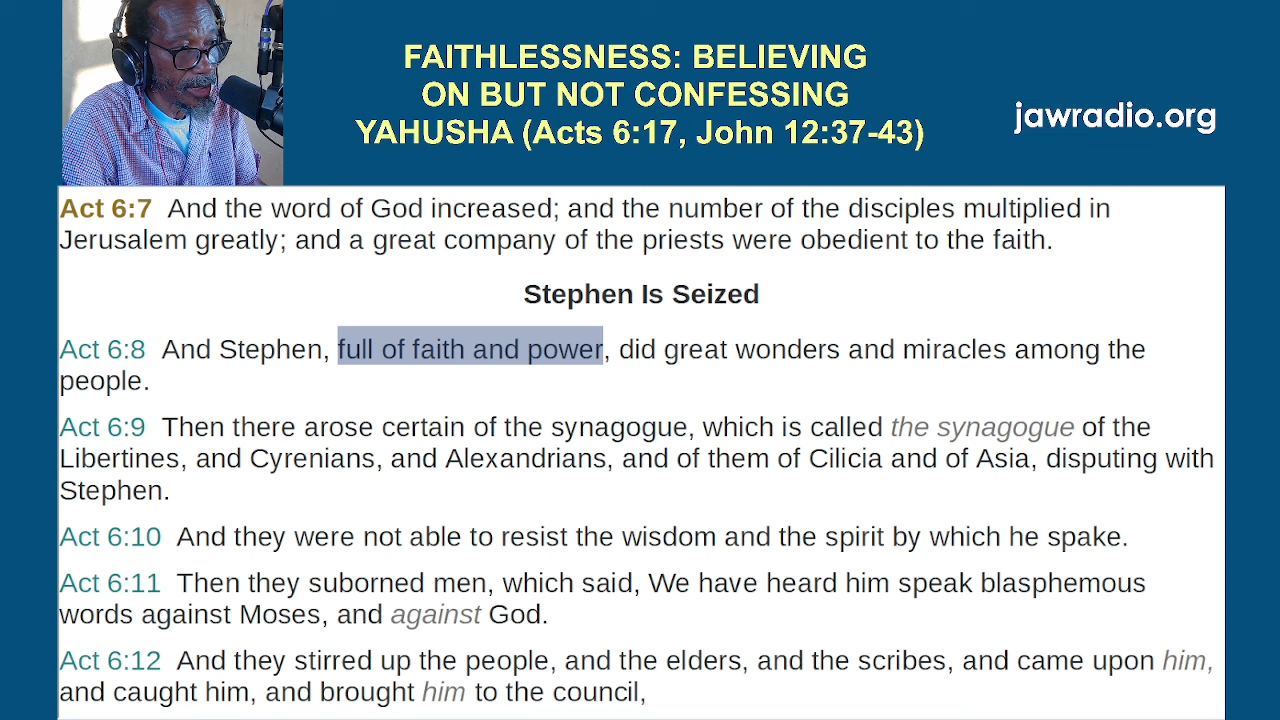 FAITHLESSNESS: BELIEVING
ON BUT NOT CONFESSING
YAHUSHA (Acts 6:17, John 12:37-43)
jawradio.org
Act 6:7 And the word of God increased; and the number of the disciples multiplied in
Jerusalem greatly; and a great company of the priests were obedient to the faith.
Stephen Is Seized
Act 6:8 And Stephen, full of faith and power, did great wonders and miracles among the
people.
Act 6:9 Then there arose certain of the synagogue, which is called the synagogue of the
Libertines, and Cyrenians, and Alexandrians, and of them of Cilicia and of Asia, disputing with
Stephen.
Act 6:10 And they were not able to resist the wisdom and the spirit by which he spake.
Act 6:11 Then they suborned men, which said, We have heard him speak blasphemous
words against Moses, and against God.
Act 6:12 And they stirred up the people, and the elders, and the scribes, and came upon him,
and caught him, and brought him to the council,